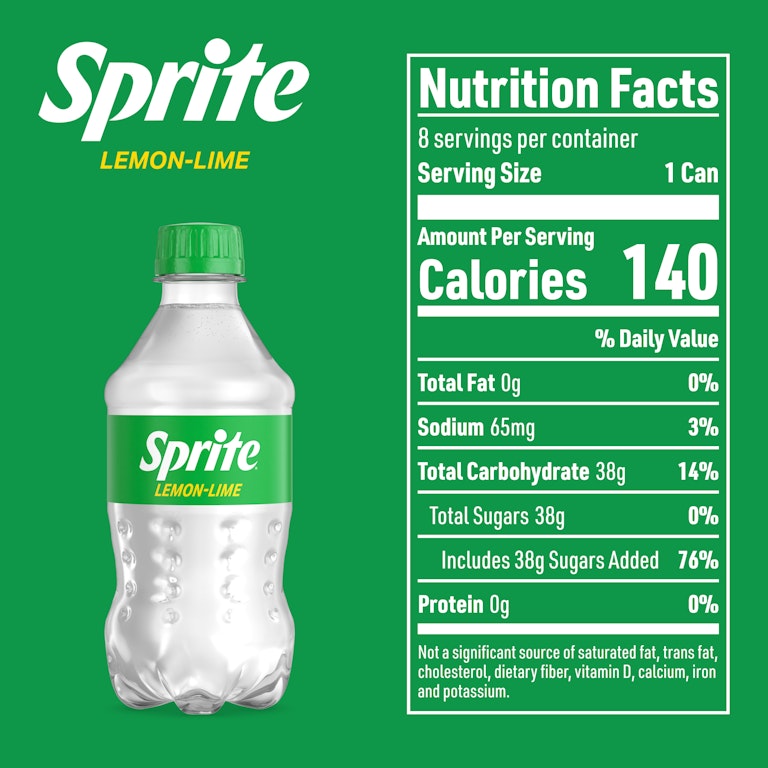 Sprite
LEMON-LIME
Sprite
LEMON-LIME
Nutrition Facts
8 servings per container
Serving Size 1 Can
Amount Per Serving
Calories 140
% Daily Value
Total Fat 0g 0%
Sodium 65mg 3%
Total Carbohydrate 38g 14%
Total Sugars 38g 0%
Includes 38g Sugars Added 76%
Protein 0g 0%
Not a significant source of saturated fat, trans fat,
cholesterol, dietary fiber, vitamin D, calcium, iron
and potassium.